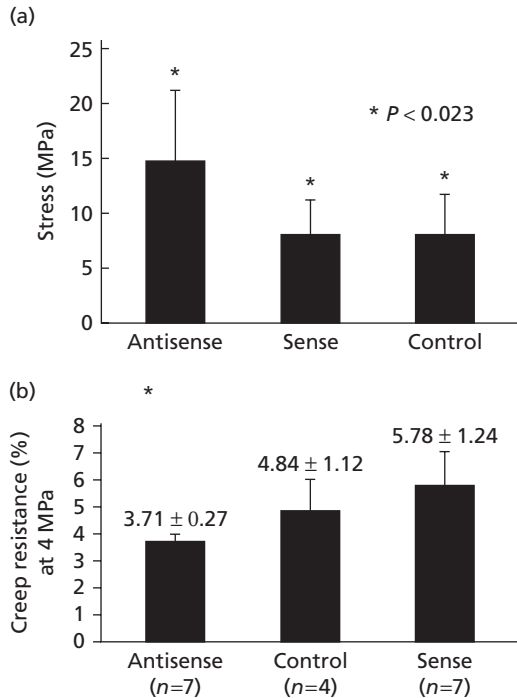 (a)
25
20
15
10
5
0
Stress (MPa)
*
*
*
* P < 0.023
Antisense Sense Control
(b)
*
8
7
6
5
4
3
2
1
0
Creep resistance (%)
at 4 MPa
3.71 ± 0.27
4.84 ± 1.12
5.78 ± 1.24
Antisense Control Sense
(n=7) (n=4) (n=7)